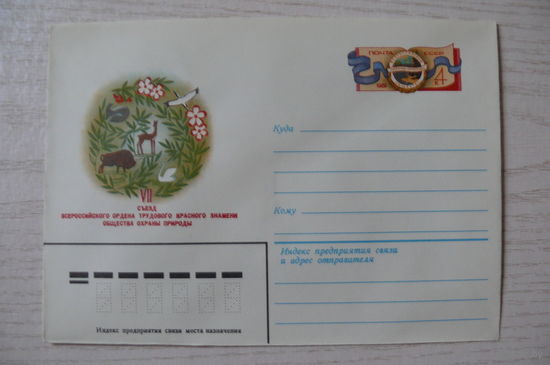 ПОЧТА СССР
4
к
VII
СЪЕЗД
ВСЕРОССИЙСКОГО ОРДЕНА ТРУДОВОГО КРАСНОГО ЗНАМЕНИ
ОБЩЕСТВА ОХРАНЫ ПРИРОДЫ
Куда
Кому
Индекс предприятия связи
и адрес отправителя
Индекс предприятия связи места назначения